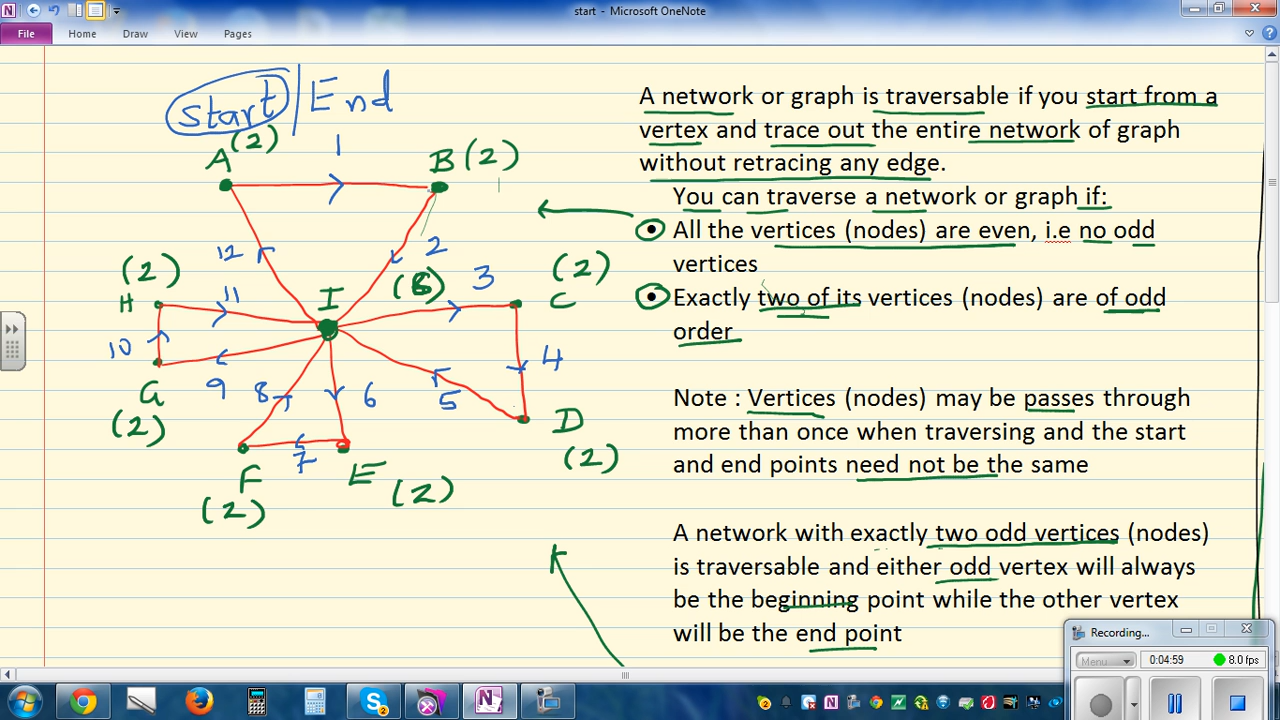 start - Microsoft OneNote
File Home Draw View Pages
start | End
A (2)
1
B (2)
12
2
(2)
H
11
I
(8)
3
(2)
C
10
9
8
6
5
4
G
(2)
7
D
(2)
F
(2)
E (2)
A network or graph is traversable if you start from a
vertex and trace out the entire network of graph
without retracing any edge.
You can traverse a network or graph if:
All the vertices (nodes) are even, i.e no odd
vertices
Exactly two of its vertices (nodes) are of odd
order
Note : Vertices (nodes) may be passes through
more than once when traversing and the start
and end points need not be the same
A network with exactly two odd vertices (nodes)
is traversable and either odd vertex will always
be the beginning point while the other vertex
will be the end point
Recording...
Menu 0:04:59 8.0 fps